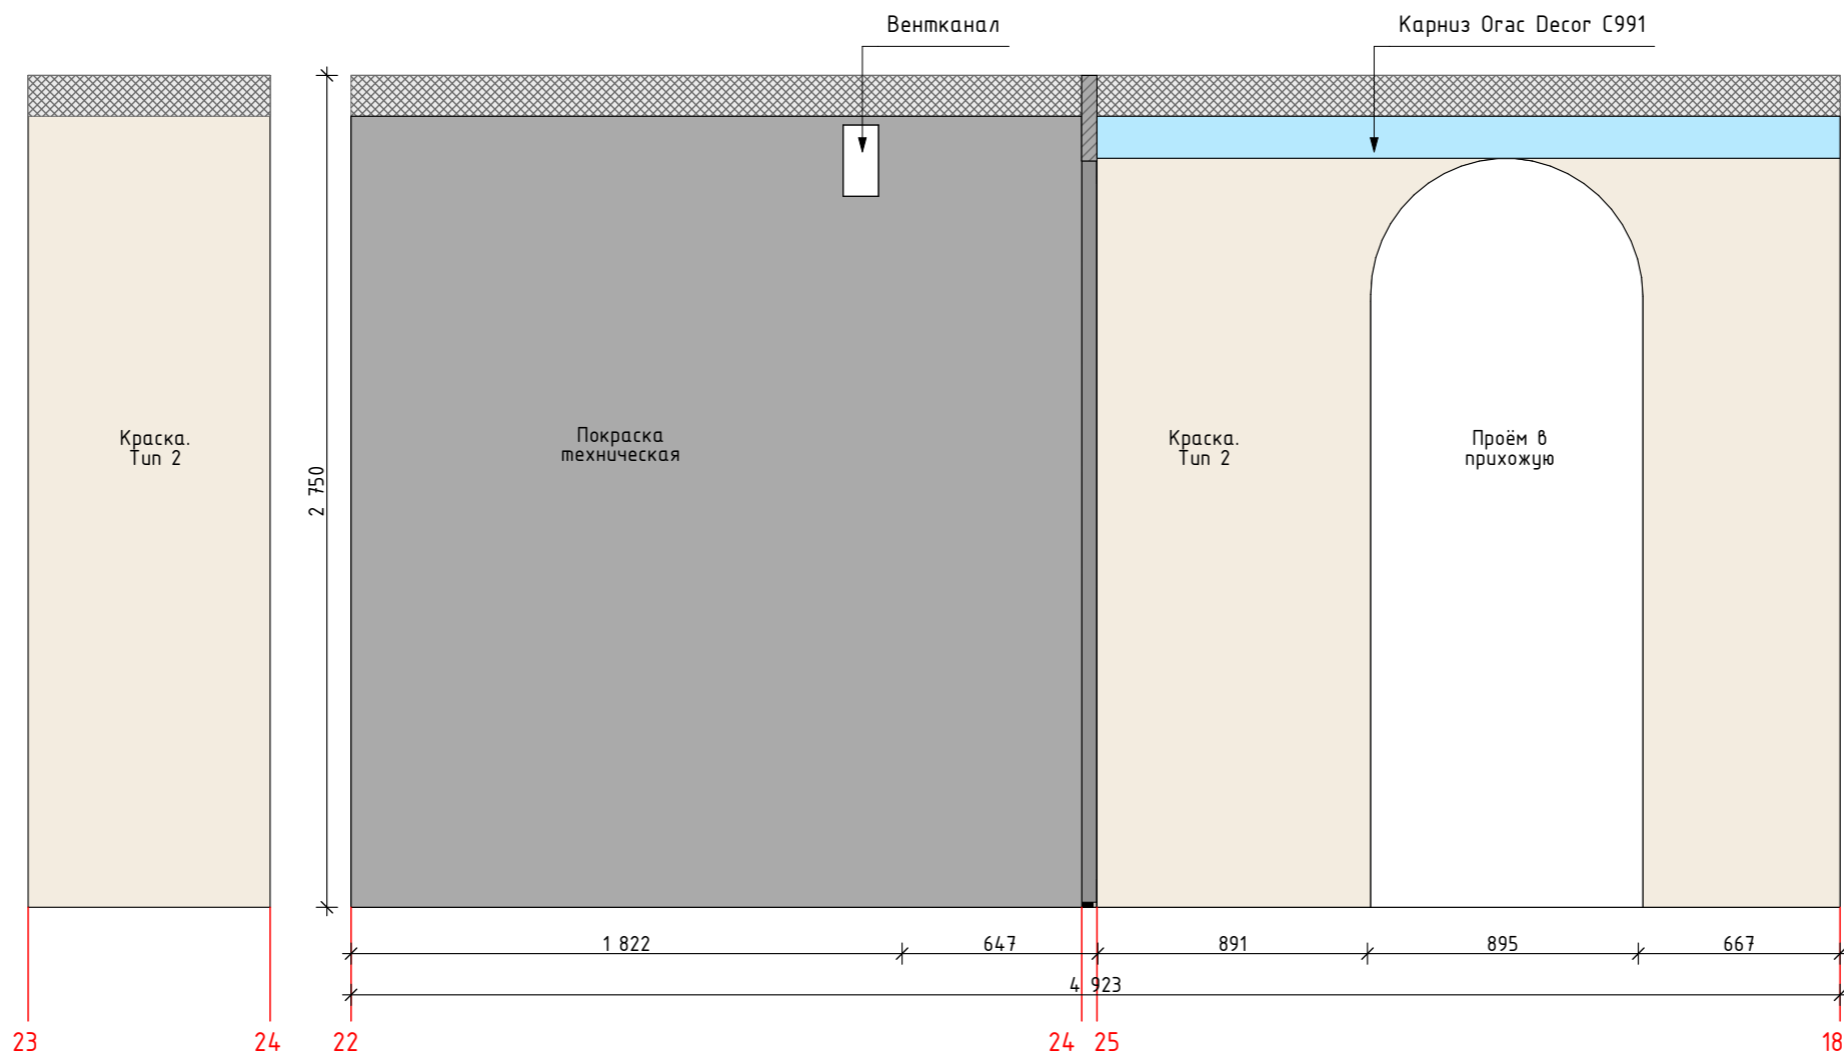 Вентканал
Карниз Orac Decor C991
Краска.
Тип 2
Покраска
техническая
Краска.
Тип 2
Проём в
прихожую
2 750
1 822
647
891
895
667
4 923
23
24
22
24
25
18